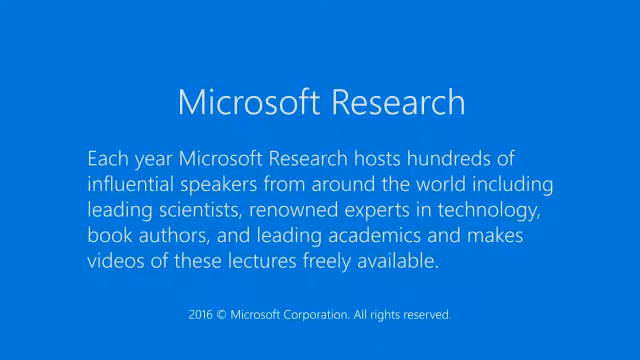 Microsoft Research
Each year Microsoft Research hosts hundreds of
influential speakers from around the world including
leading scientists, renowned experts in technology,
book authors, and leading academics and makes
videos of these lectures freely available.
2016 © Microsoft Corporation. All rights reserved.